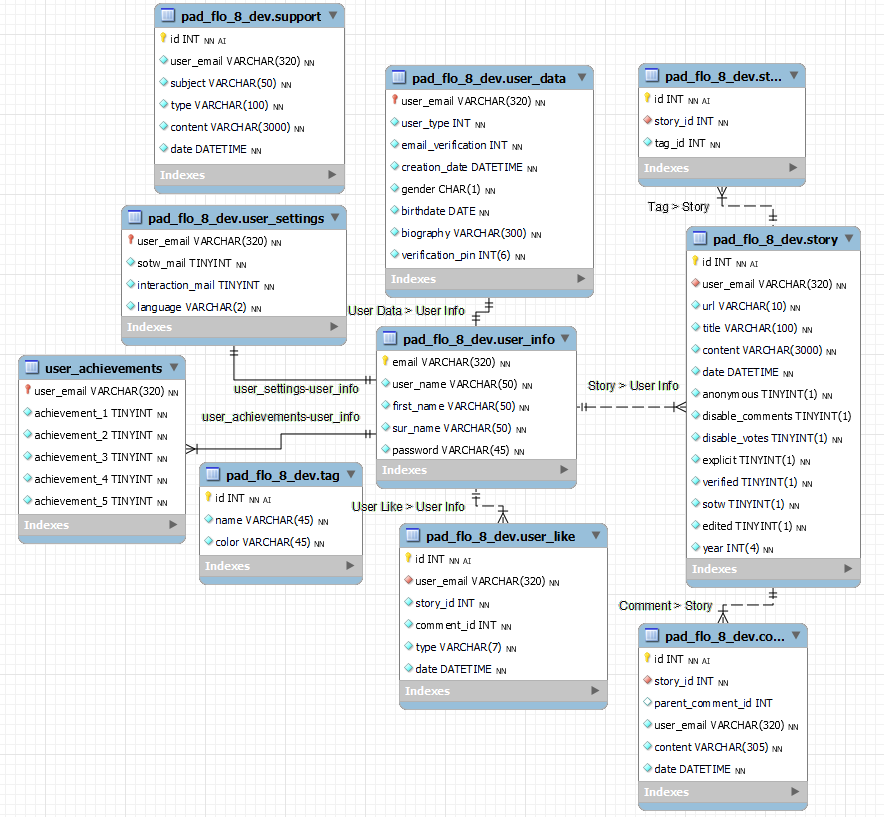 pad_flo_8_dev.support
id INT NN AI
user_email VARCHAR(320) NN
subject VARCHAR(50) NN
type VARCHAR(100) NN
content VARCHAR(3000) NN
date DATETIME NN
Indexes
pad_flo_8_dev.user_data
user_email VARCHAR(320) NN
user_type INT NN
email_verification INT NN
creation_date DATETIME NN
gender CHAR(1) NN
birthdate DATE NN
biography VARCHAR(300) NN
verification_pin INT(6) NN
Indexes
pad_flo_8_dev.st...
id INT NN AI
story_id INT NN
tag_id INT NN
Indexes
Tag > Story
pad_flo_8_dev.user_settings
user_email VARCHAR(320) NN
sotw_mail TINYINT NN
interaction_mail TINYINT NN
language VARCHAR(2) NN
Indexes
User Data > User Info
pad_flo_8_dev.story
id INT NN AI
user_email VARCHAR(320) NN
url VARCHAR(10) NN
title VARCHAR(100) NN
content VARCHAR(3000) NN
date DATETIME NN
anonymous TINYINT(1) NN
disable_comments TINYINT(1)
disable_votes TINYINT(1) NN
explicit TINYINT(1) NN
verified TINYINT(1) NN
sotw TINYINT(1) NN
edited TINYINT(1) NN
year INT(4) NN
Indexes
pad_flo_8_dev.user_info
email VARCHAR(320) NN
user_name VARCHAR(50) NN
first_name VARCHAR(50) NN
sur_name VARCHAR(50) NN
password VARCHAR(45) NN
Indexes
Story > User Info
user_settings-user_info
user_achievements-user_info
user_achievements
user_email VARCHAR(320) NN
achievement_1 TINYINT NN
achievement_2 TINYINT NN
achievement_3 TINYINT NN
achievement_4 TINYINT NN
achievement_5 TINYINT NN
Indexes
pad_flo_8_dev.tag
id INT NN AI
name VARCHAR(45) NN
color VARCHAR(45) NN
Indexes
User Like > User Info
pad_flo_8_dev.user_like
id INT NN AI
user_email VARCHAR(320) NN
story_id INT NN
comment_id INT NN
type VARCHAR(7) NN
date DATETIME NN
Indexes
Comment > Story
pad_flo_8_dev.co...
id INT NN AI
story_id INT NN
parent_comment_id INT
user_email VARCHAR(320) NN
content VARCHAR(305) NN
date DATETIME NN
Indexes